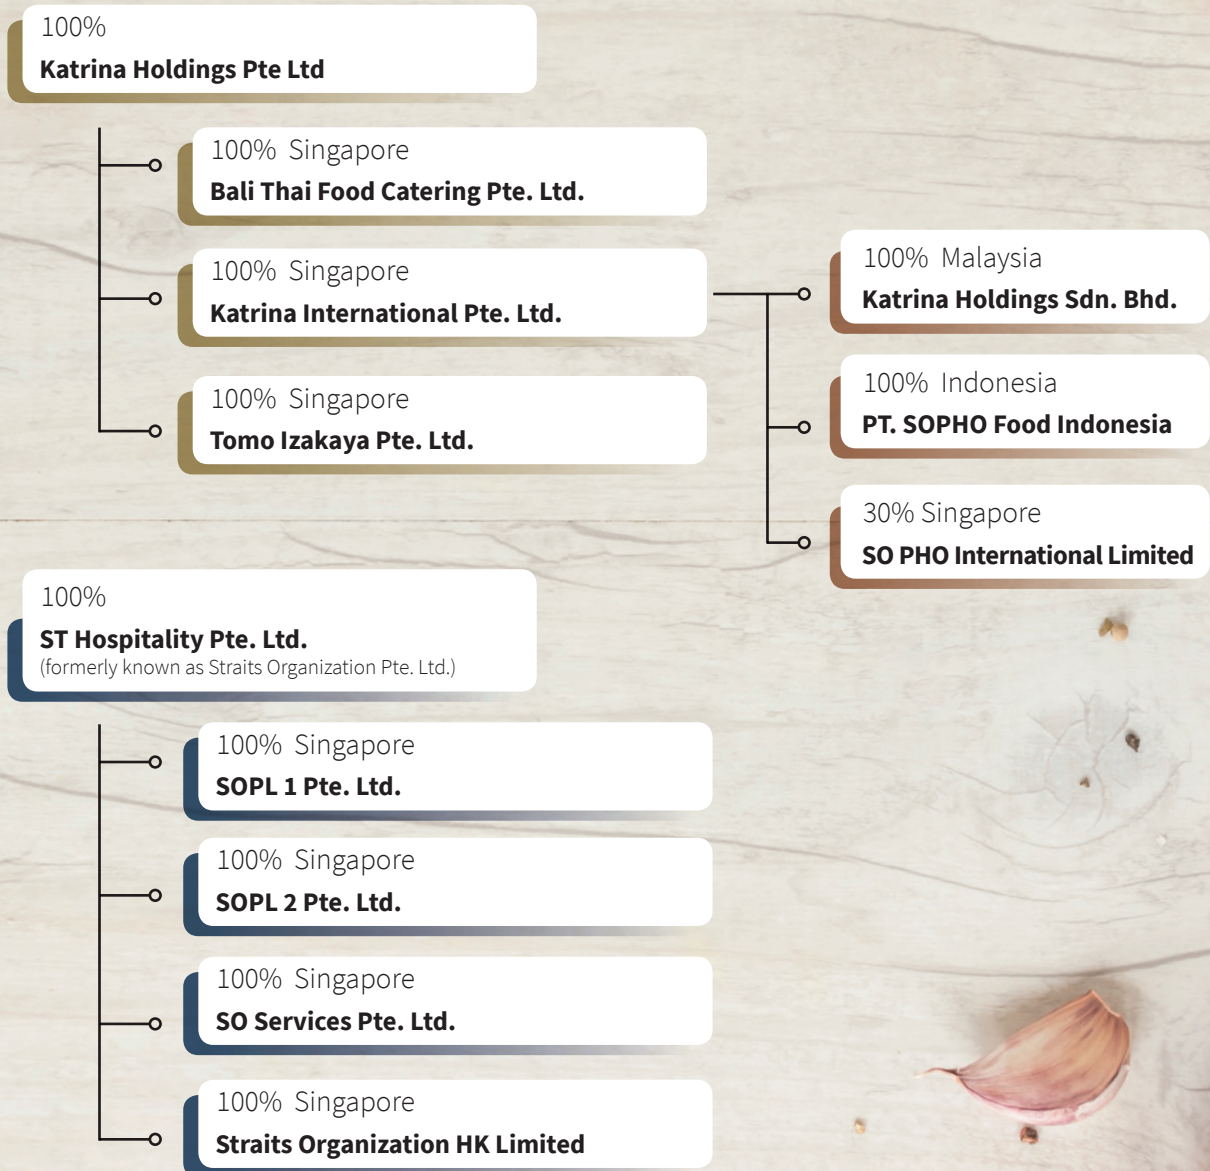 100%
Katrina Holdings Pte Ltd
100% Singapore
Bali Thai Food Catering Pte. Ltd.
100% Singapore
Katrina International Pte. Ltd.
100% Singapore
Tomo Izakaya Pte. Ltd.
100% Malaysia
Katrina Holdings Sdn. Bhd.
100% Indonesia
PT. SOPHO Food Indonesia
30% Singapore
SO PHO International Limited
100%
ST Hospitality Pte. Ltd.
(formerly known as Straits Organization Pte. Ltd.)
100% Singapore
SOPL 1 Pte. Ltd.
100% Singapore
SOPL 2 Pte. Ltd.
100% Singapore
SO Services Pte. Ltd.
100% Singapore
Straits Organization HK Limited